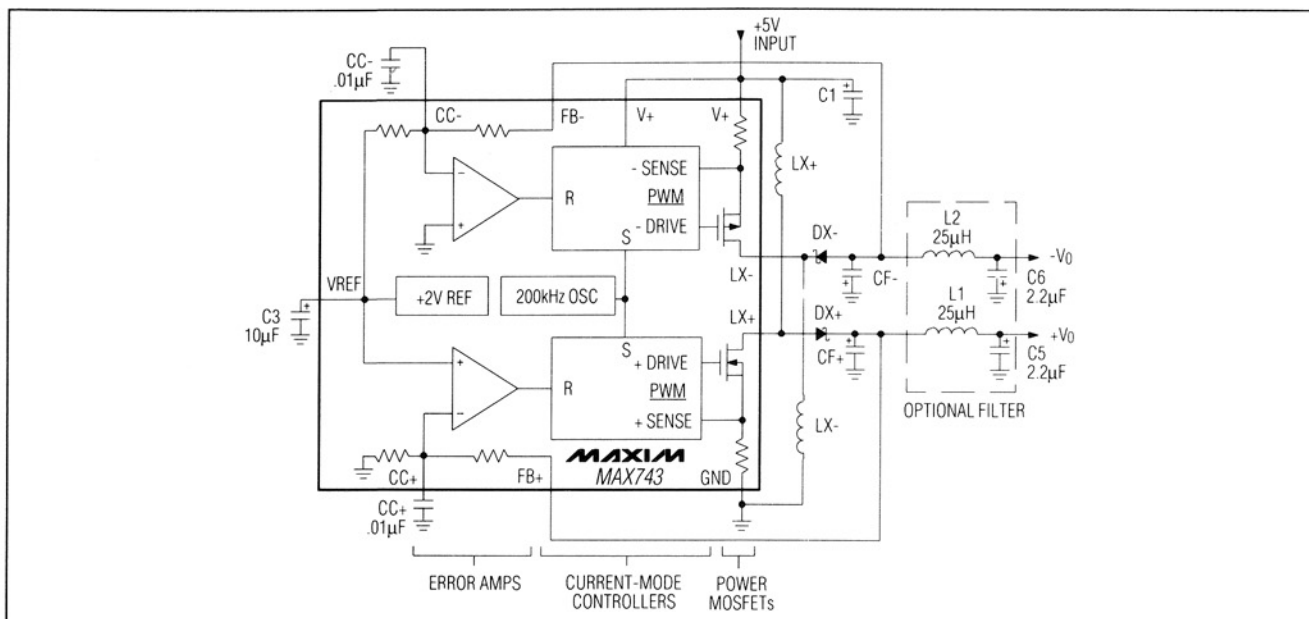 +5V
INPUT
CC-
.01µF
C1
CC-
FB-
V+
V+
LX+
- SENSE
PWM
R
- DRIVE
S
L2
25µH
DX-
-V0
LX-
CF-
C6
2.2µF
VREF
+2V REF
200kHz OSC
LX+
DX+
L1
25µH
+V0
C3
10µF
S
+ DRIVE
CF+
C5
2.2µF
R
PWM
+ SENSE
OPTIONAL FILTER
LX-
MAXIM
MAX743
CC+
FB+
GND
CC+
.01µF
ERROR AMPS
CURRENT-MODE
CONTROLLERS
POWER
MOSFETs